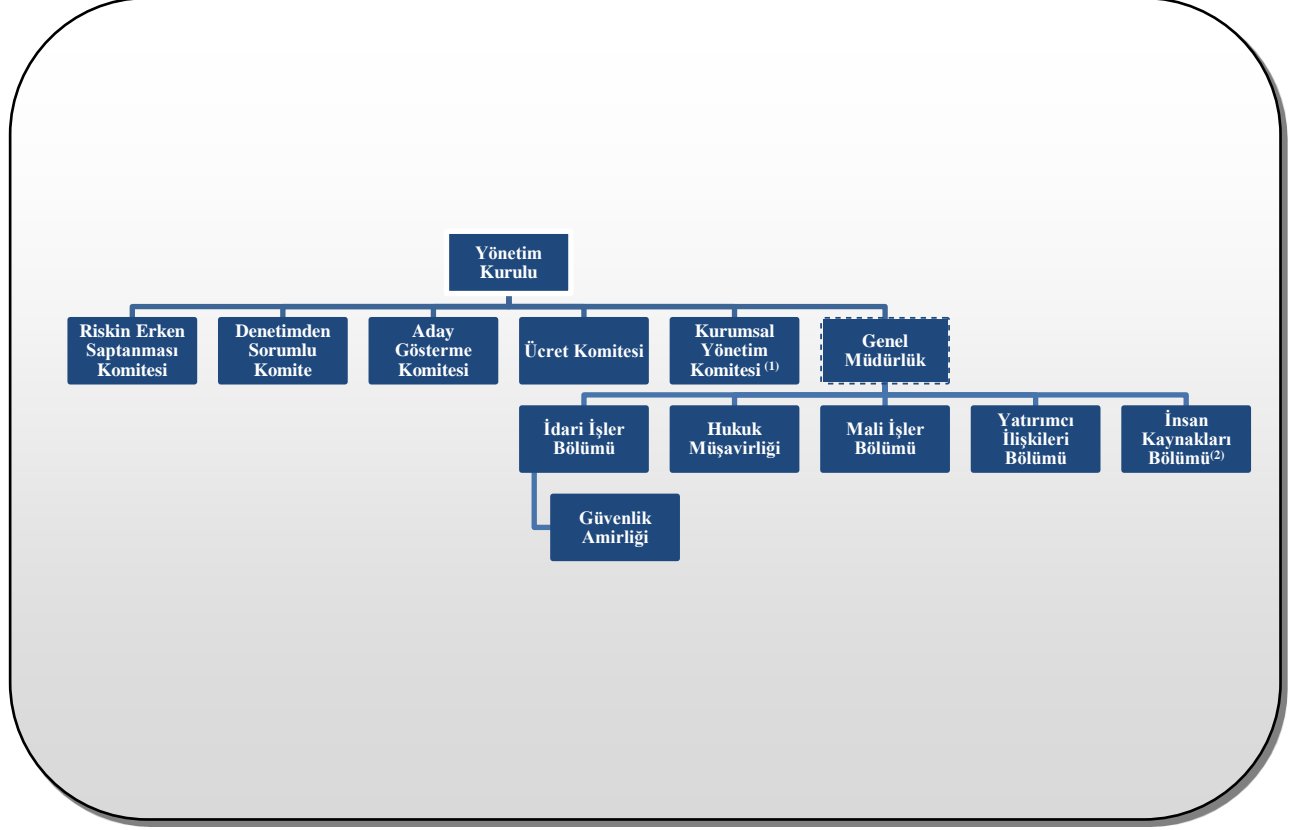 Yönetim
Kurulu
Riskin Erken
Saptanması
Komitesi
Denetimden
Sorumlu
Komite
Aday
Gösterme
Komitesi
Ücret Komitesi
Kurumsal
Yönetim
Komitesi (1)
Genel
Müdürlük
İdari İşler
Bölümü
Hukuk
Müşavirliği
Mali İşler
Bölümü
Yatırımcı
İlişkileri
Bölümü
İnsan
Kaynakları
Bölümü(2)
Güvenlik
Amirliği